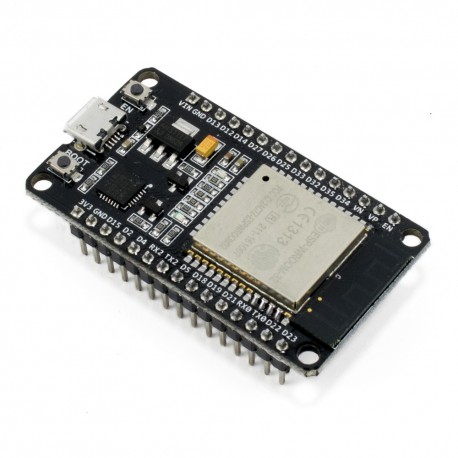 EN
VIN GND D13 D12 D14 D27 D26 D25 D33 D32 D35 D34 VN VP EN
BOOT
3V3 GND D15 D2 D4 RX2 TX2 D5 D18 D19 D21 RX0 TX0 D22 D23
CE1313